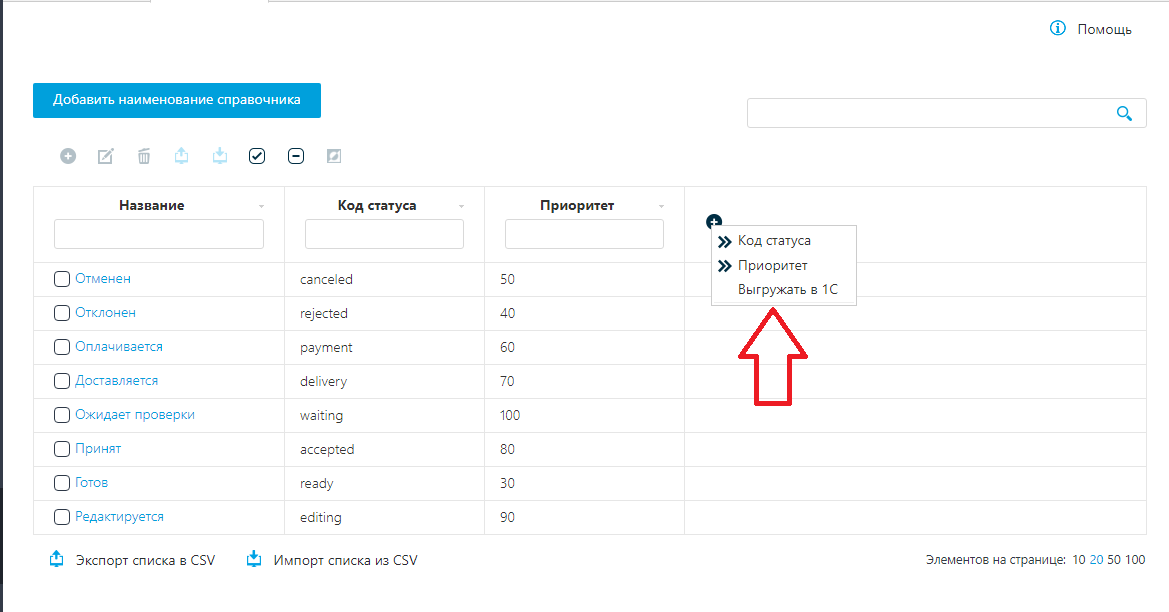 Помощь
Добавить наименование справочника
Название Код статуса Приоритет
Код статуса
Приоритет
Выгружать в 1С
Отменен canceled 50
Отклонен rejected 40
Оплачивается payment 60
Доставляется delivery 70
Ожидает проверки waiting 100
Принят accepted 80
Готов ready 30
Редактируется editing 90
Экспорт списка в CSV Импорт списка из CSV Элементов на странице: 10 20 50 100